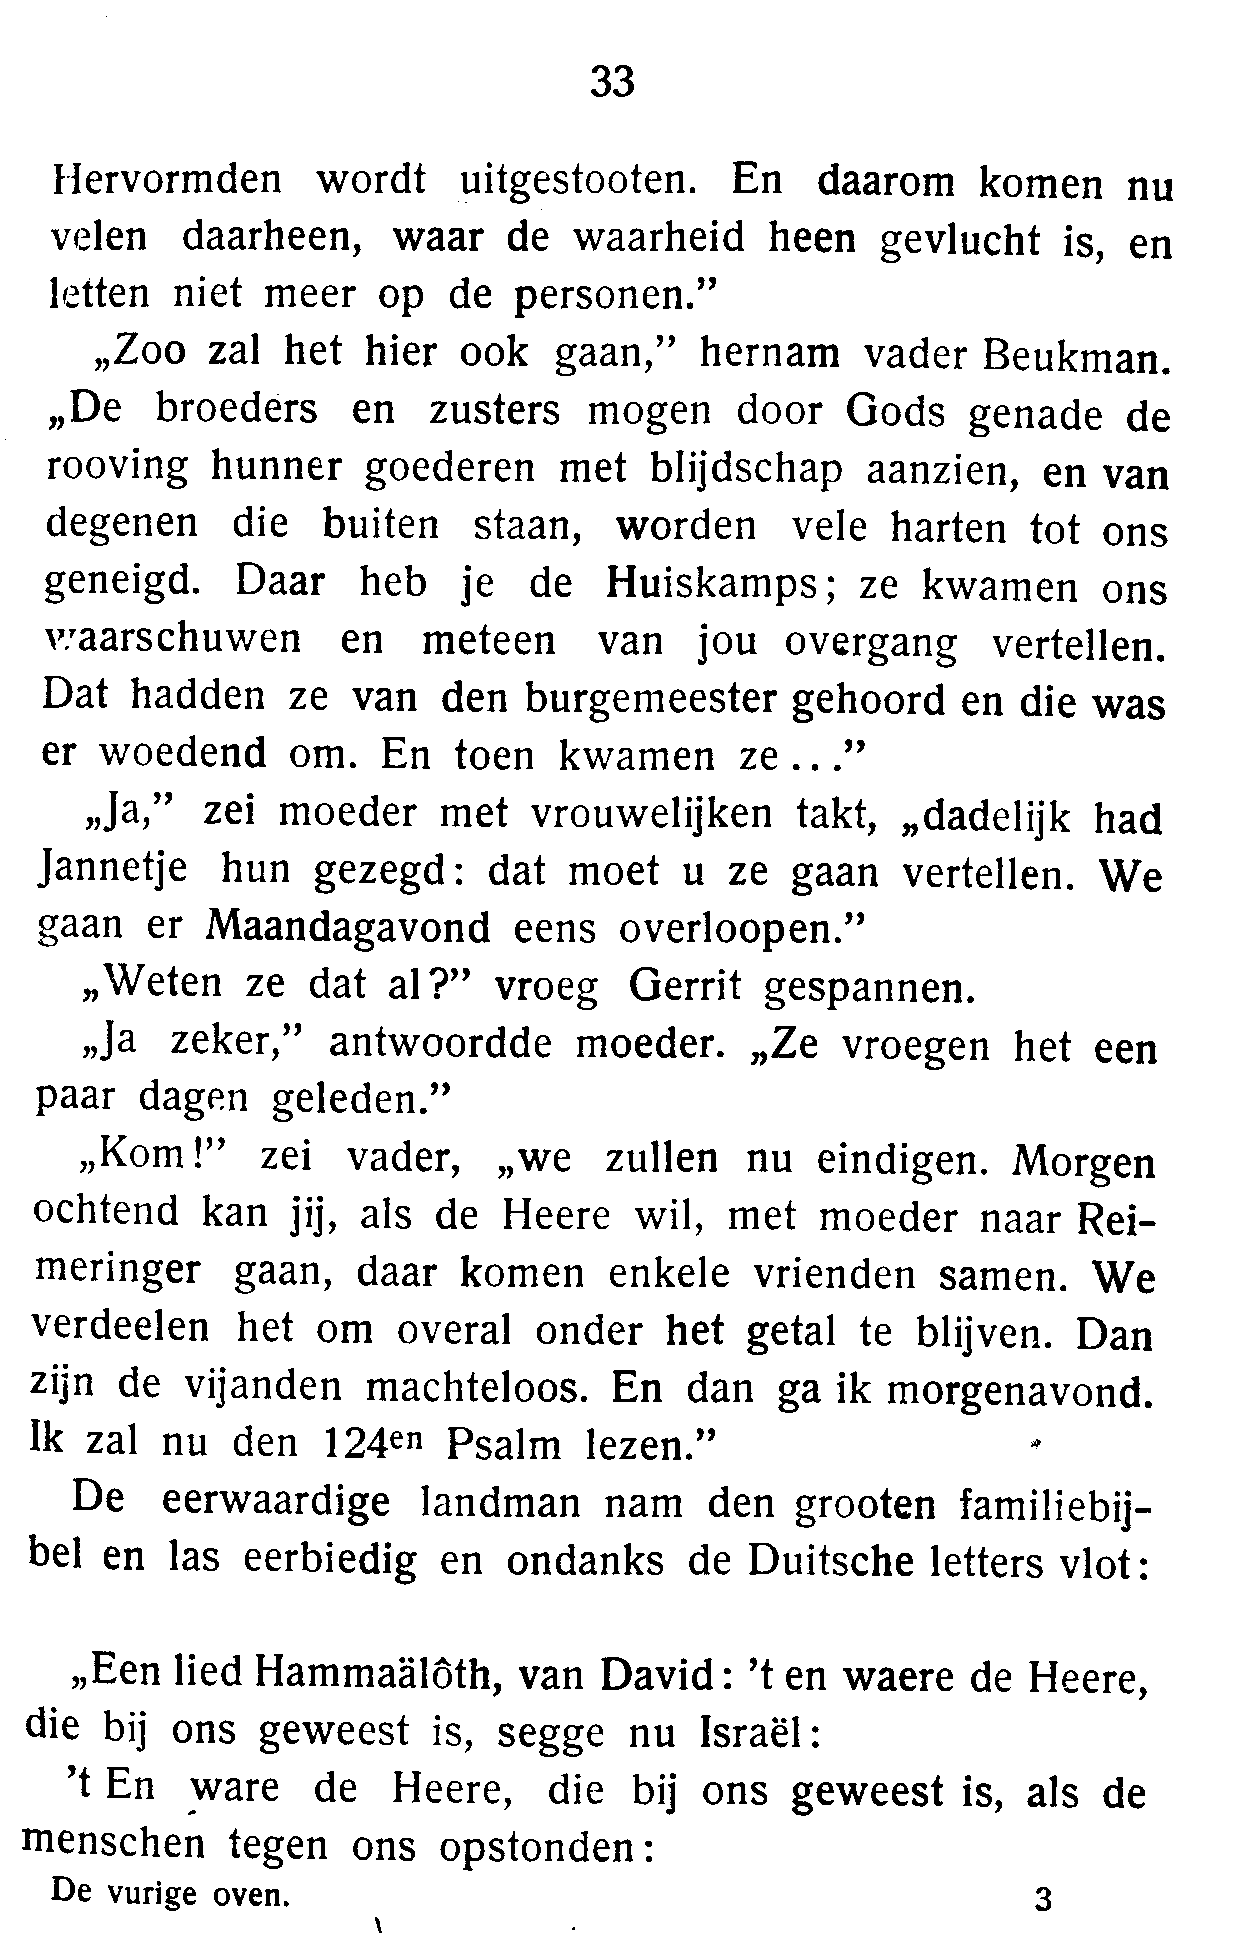 33
Hervormden wordt uitgestooten. En daarom komen nu
velen daarheen, waar de waarheid heen gevlucht is, en
letten niet meer op de personen.”
„Zoo zal het hier ook gaan,” hernam vader Beukman.
„De broeders en zusters mogen door Gods genade de
rooving hunner goederen met blijdschap aanzien, en van
degenen die buiten staan, worden vele harten tot ons
geneigd. Daar heb je de Huiskamps; ze kwamen ons
waarschuwen en meteen van jou overgang vertellen.
Dat hadden ze van den burgemeester gehoord en die was
er woedend om. En toen kwamen ze ...”
„Ja,” zei moeder met vrouwelijken takt, „dadelijk had
Jannetje hun gezegd: dat moet u ze gaan vertellen. We
gaan er Maandagavond eens overloopen.”
„Weten ze dat al?” vroeg Gerrit gespannen.
„Ja zeker,” antwoordde moeder. „Ze vroegen het een
paar dagen geleden.”
„Kom!” zei vader, „we zullen nu eindigen. Morgen
ochtend kan jij, als de Heere wil, met moeder naar Rei-
meringer gaan, daar komen enkele vrienden samen. We
verdeelen het om overal onder het getal te blijven. Dan
zijn de vijanden machteloos. En dan ga ik morgenavond.
Ik zal nu den 124en Psalm lezen.”
De eerwaardige landman nam den grooten familiebij-
bel en las eerbiedig en ondanks de Duitsche letters vlot:
„Een lied Hammaälôth, van David: ’t en waere de Heere,
die bij ons geweest is, segge nu Israël:
’t En ware de Heere, die bij ons geweest is, als de
menschen tegen ons opstonden:
De vurige oven. 3